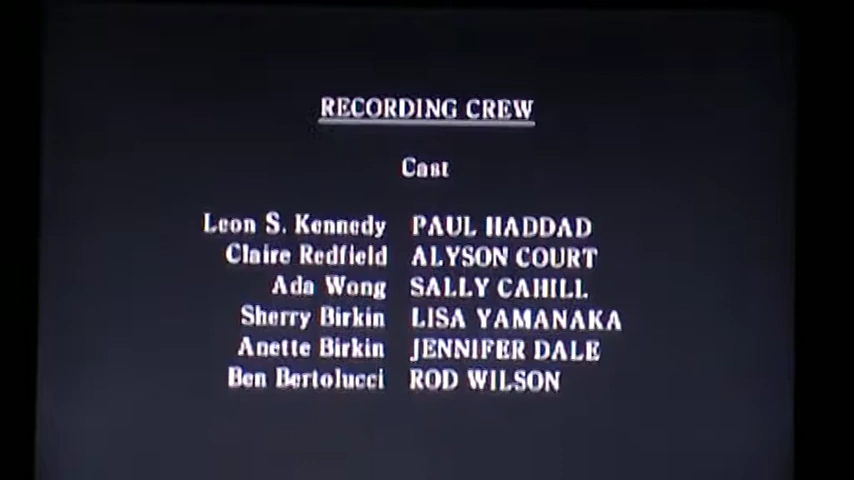 RECORDING CREW
Cast
Leon S. Kennedy PAUL HADDAD
Claire Redfield ALYSON COURT
Ada Wong SALLY CAHILL
Sherry Birkin LISA YAMANAKA
Anette Birkin JENNIFER DALE
Ben Bertolucci ROD WILSON